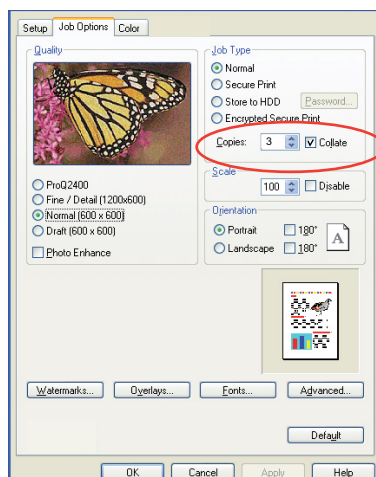 Setup Job Options Color
Quality
ProQ2400
Fine / Detail (1200x600)
Normal (600 x 600)
Draft (600 x 600)
Photo Enhance
Job Type
Normal
Secure Print
Store to HDD Password...
Encrypted Secure Print
Copies: 3 Collate
Scale
100 Disable
Orientation
Portrait 180°
Landscape 180°
A
Watermarks... Overlays... Fonts... Advanced...
Default
OK Cancel Apply Help